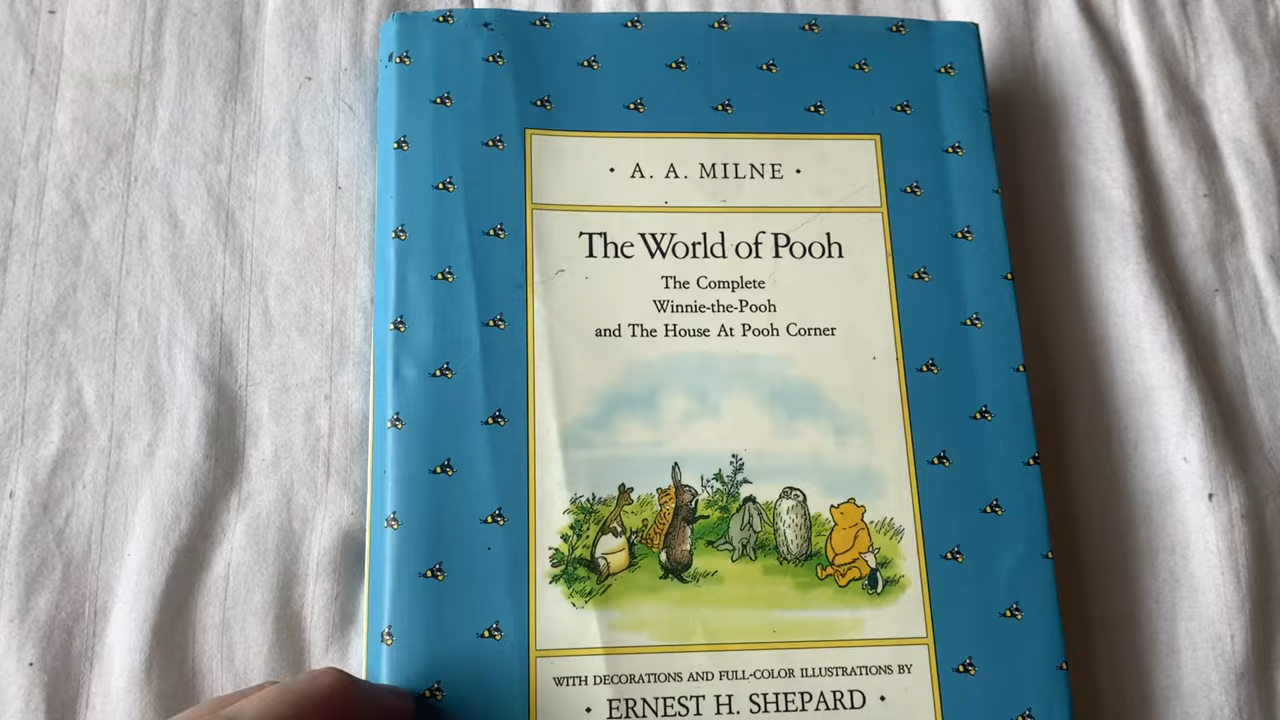 · A. A. MILNE ·
The World of Pooh
The Complete
Winnie-the-Pooh
and The House At Pooh Corner
WITH DECORATIONS AND FULL-COLOR ILLUSTRATIONS BY
· ERNEST H. SHEPARD ·